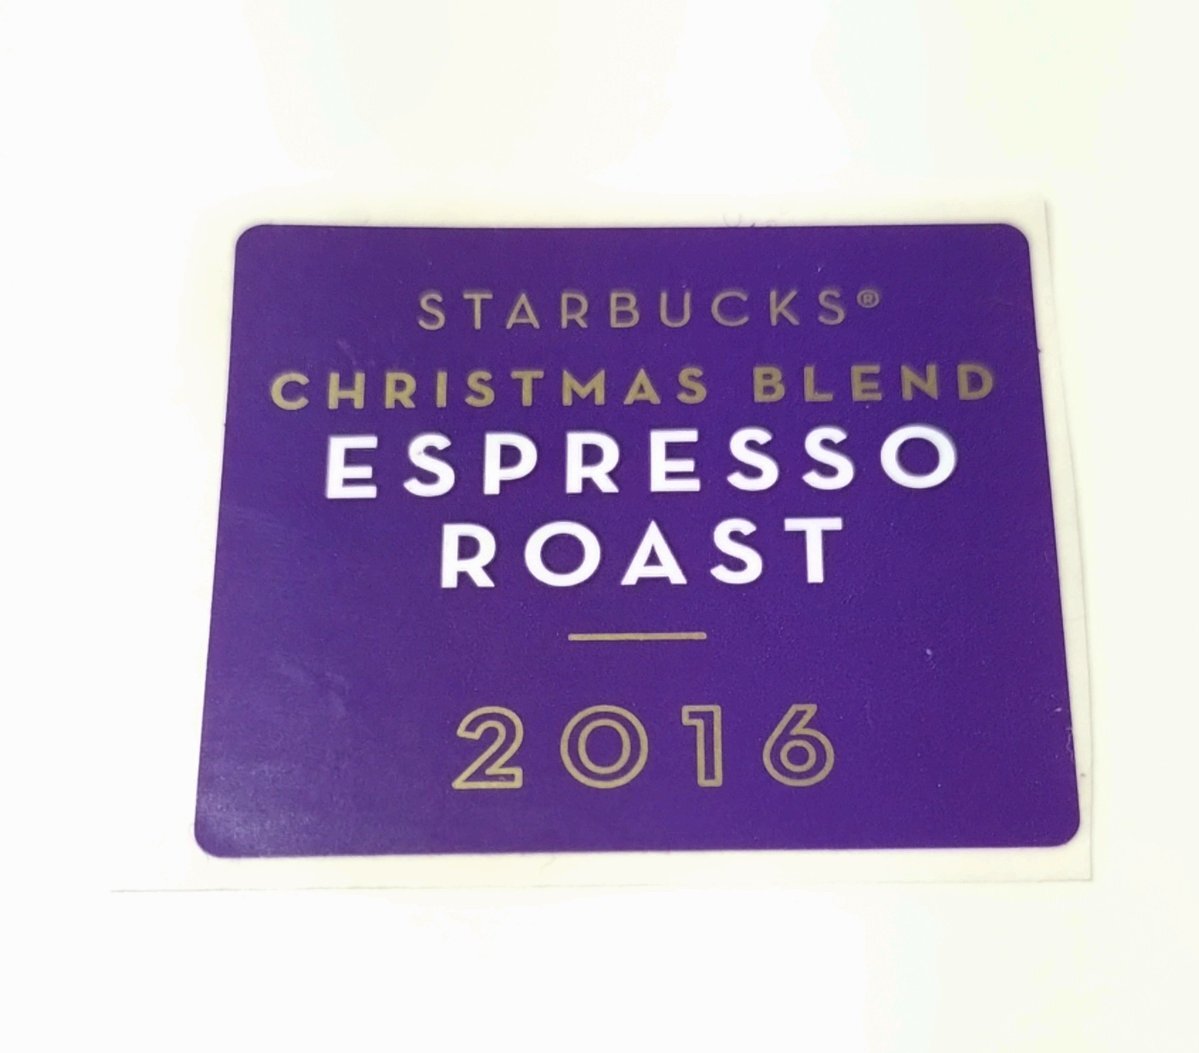 STARBUCKS®
CHRISTMAS BLEND
ESPRESSO
ROAST
2016